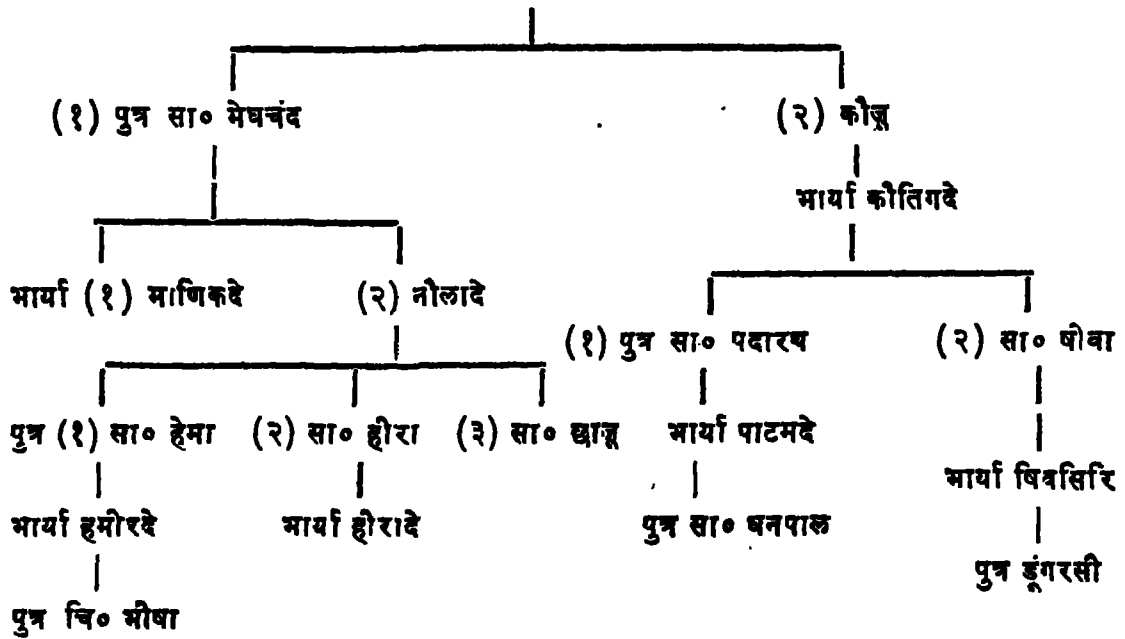 (१) पुत्र सा० मेघचंद (२) कौजू
भार्या कौतिगदे
भार्या (१) माणिकदे (२) नौलादे
(१) पुत्र सा० पदारथ (२) सा० षोवा
पुत्र (१) सा० हेमा (२) सा० हीरा (३) सा० छाजू भार्या पाटमदे
भार्या षिवसिरि
भार्या हमीरदे भार्या हीरादे पुत्र सा० धनपाल
पुत्र डूंगरसी
पुत्र चि० भीषा